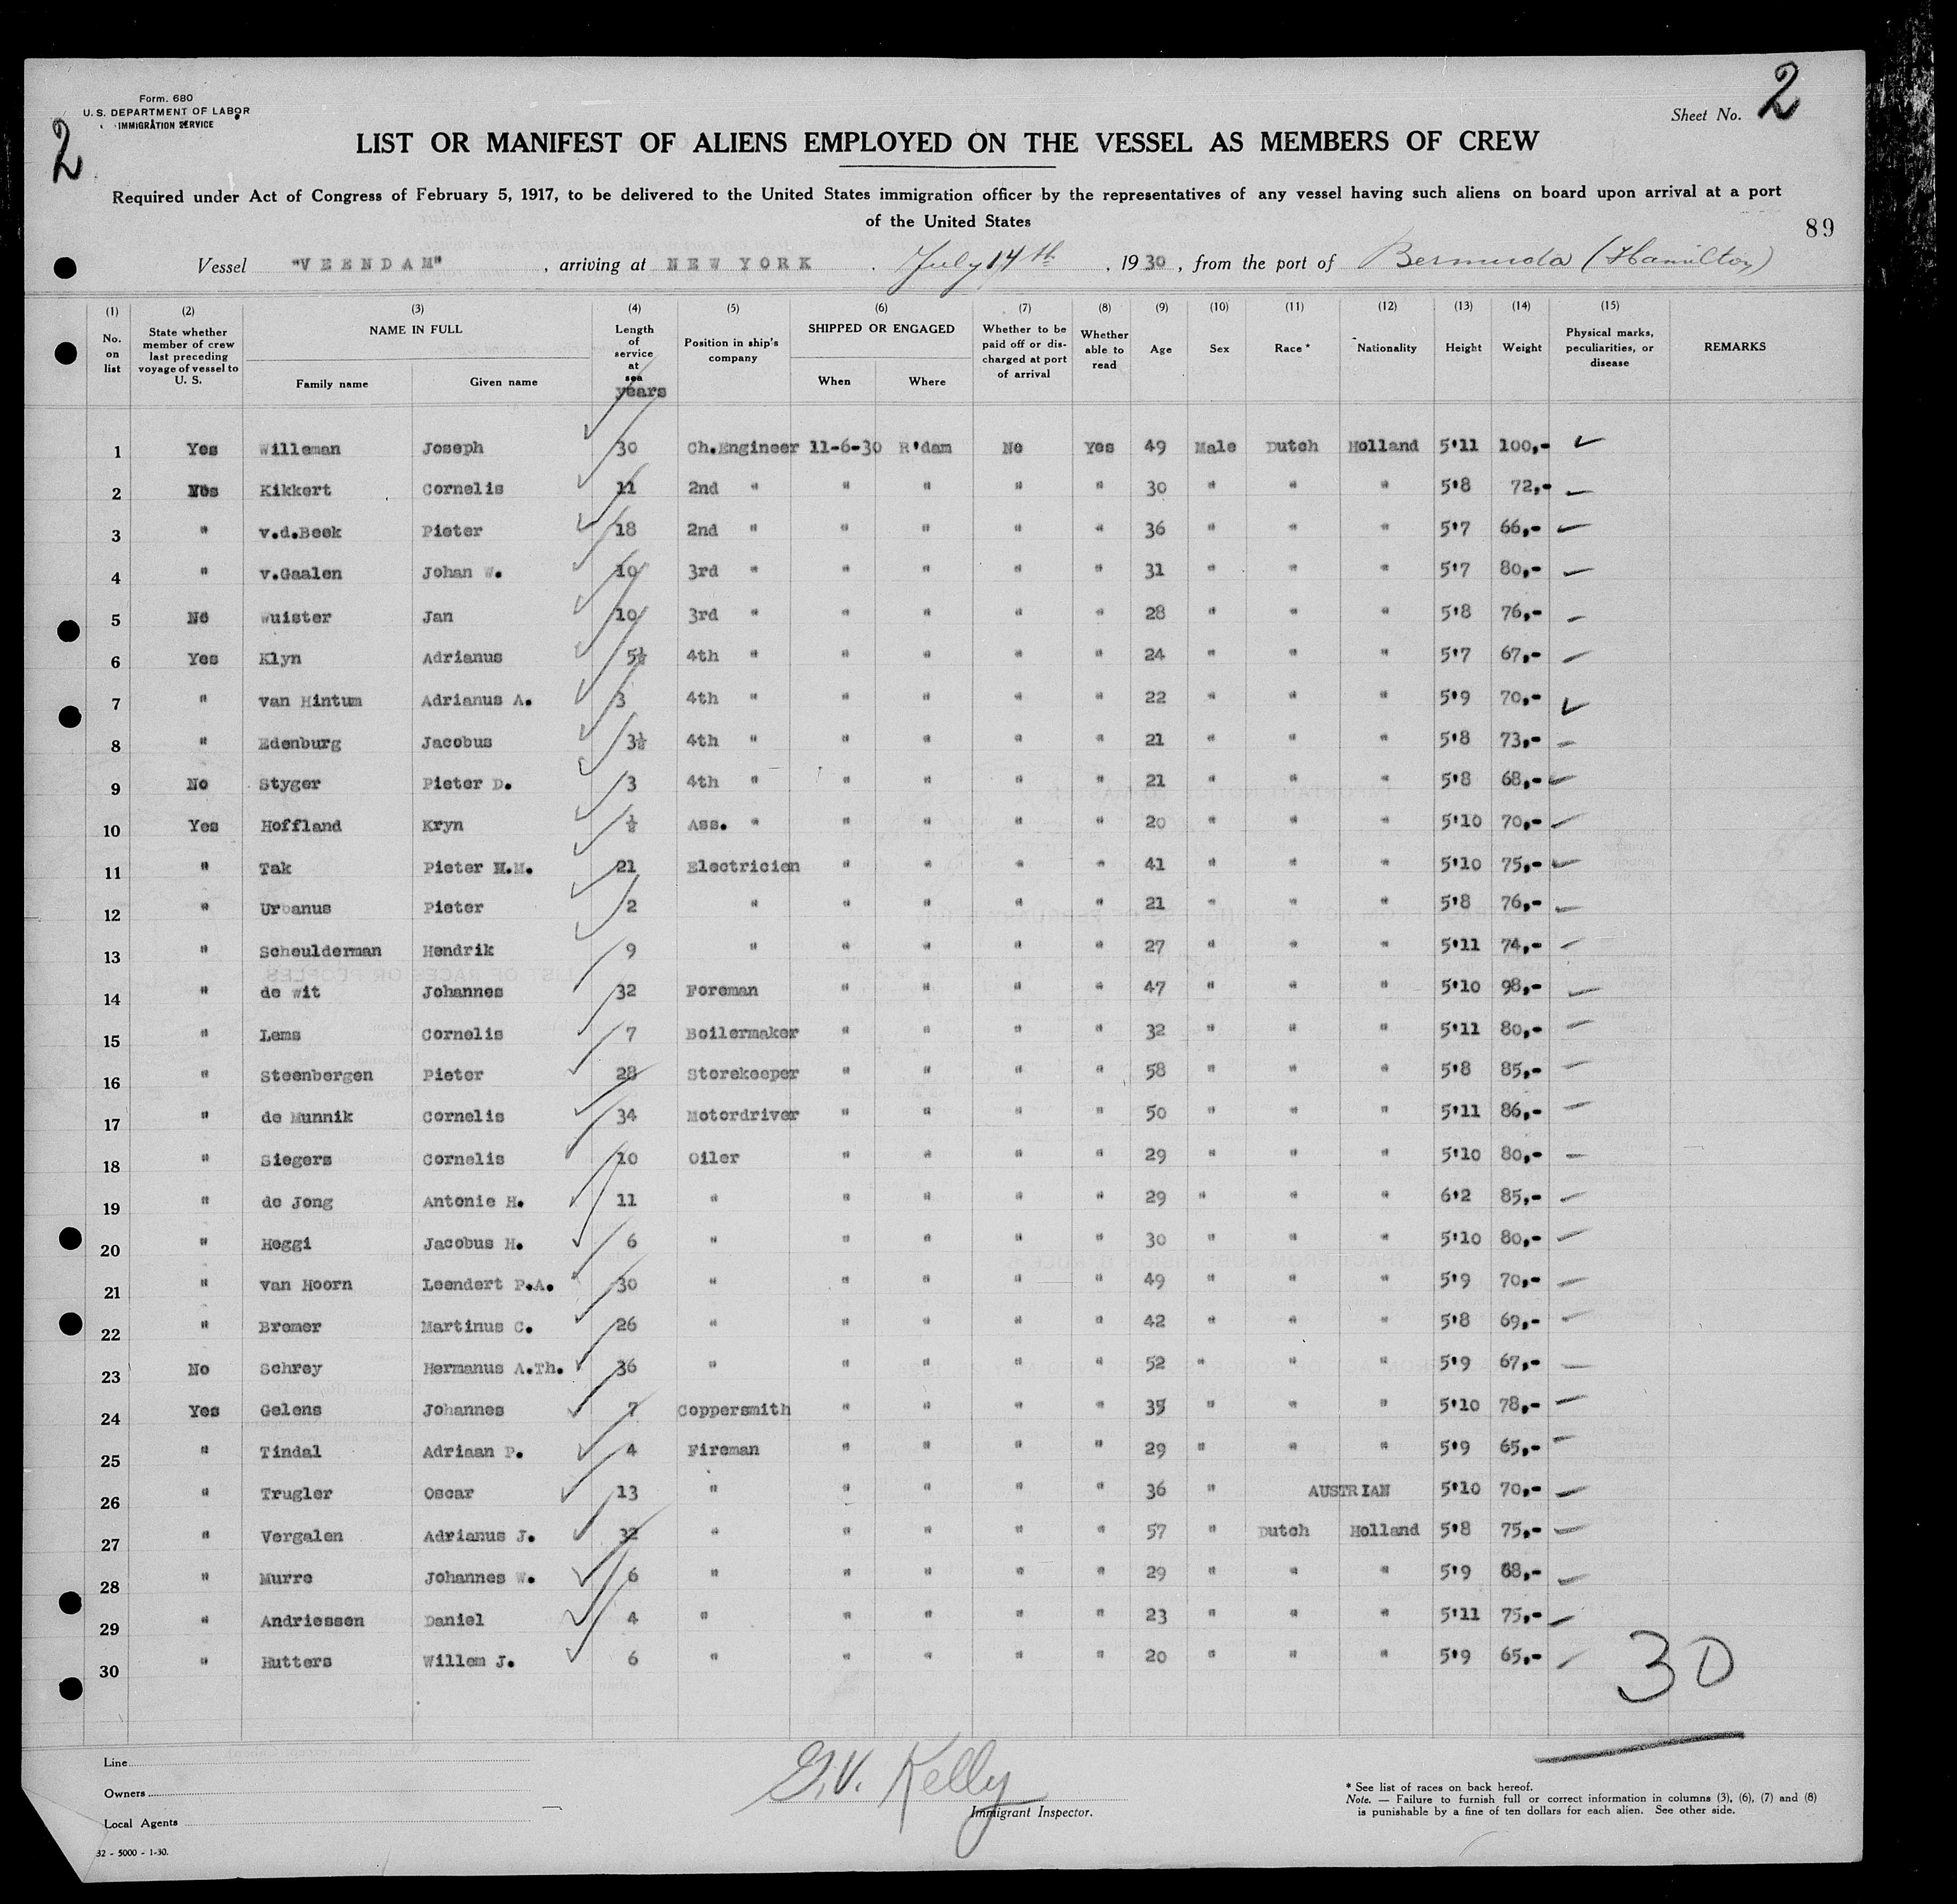 Form. 680
U. S. DEPARTMENT OF LABOR
IMMIGRATION SERVICE
Sheet No. 2
2
LIST OR MANIFEST OF ALIENS EMPLOYED ON THE VESSEL AS MEMBERS OF CREW
Required under Act of Congress of February 5, 1917, to be delivered to the United States immigration officer by the representatives of any vessel having such aliens on board upon arrival at a port
of the United States
89
Vessel "VEENDAM", arriving at NEW YORK. July 14th, 1930, from the port of Bermuda (Hamilton)
(1) (2) (3) (4) (5) (6) (7) (8) (9) (10) (11) (12) (13) (14) (15)
No. on list State whether member of crew last preceding voyage of vessel to U. S. NAME IN FULL Family name Given name Length of service at sea years Position in ship's company SHIPPED OR ENGAGED When Where Whether to be paid off or discharged at port of arrival Whether able to read Age Sex Race * Nationality Height Weight Physical marks, peculiarities, or disease REMARKS
1 Yes Willeman Joseph 30 Ch.Engineer 11-6-30 R'dam No Yes 49 Male Dutch Holland 5'11 100,-
2 Kikkert Cornelis 11 2nd " " " " " 30 " " " 5'8 72,-
3 " v.d.Beek Pieter 18 2nd " " " " " 36 " " " 5'7 66,-
4 " v.Gaalen Johan W. 10 3rd " " " " " 31 " " " 5'7 80,-
5 No Wuister Jan 10 3rd " " " " " 28 " " " 5'8 76,-
6 Yes Klyn Adrianus 5½ 4th " " " " " 24 " " " 5'7 67,-
7 " van Hintum Adrianus A. 3 4th " " " " " 22 " " " 5'9 70,-
8 " Edenburg Jacobus 3½ 4th " " " " " 21 " " " 5'8 73,-
9 No Styger Pieter D. 3 4th " " " " " 21 " " " 5'8 68,-
10 Yes Hoffland Kryn ½ Ass. " " " " " 20 " " " 5'10 70,-
11 " Tak Pieter M.M. 21 Electricien " " " " 41 " " " 5'10 75,-
12 " Urbanus Pieter 2 " " " " " 21 " " " 5'8 76,-
13 " Scheulderman Hendrik 9 " " " " " 27 " " " 5'11 74,-
14 " de Wit Johannes 32 Foreman " " " " 47 " " " 5'10 98,-
15 " Lems Cornelis 7 Boilermaker " " " " 32 " " " 5'11 80,-
16 " Steenbergen Pieter 28 Storekeeper " " " " 58 " " " 5'8 85,-
17 " de Munnik Cornelis 34 Motordriver " " " " 50 " " " 5'11 86,-
18 " Siegers Cornelis 10 Oiler " " " " 29 " " " 5'10 80,-
19 " de Jong Antonie H. 11 " " " " " 29 " " " 6'2 85,-
20 " Heggi Jacobus H. 6 " " " " " 30 " " " 5'10 80,-
21 " van Hoorn Leendert P.A. 30 " " " " " 49 " " " 5'9 70,-
22 " Bremer Martinus C. 26 " " " " " 42 " " " 5'8 69,-
23 No Schrey Hermanus A.Th. 36 " " " " " 52 " " " 5'9 67,-
24 Yes Gelens Johannes 7 Coppersmith " " " " 35 " " " 5'10 78,-
25 " Tindal Adriaan P. 4 Fireman " " " " 29 " " " 5'9 65,-
26 " Trugler Oscar 13 " " " " " 36 " AUSTRIAN 5'10 70,-
27 " Vergalen Adrianus J. 32 " " " " " 57 " Dutch Holland 5'8 75,-
28 " Murre Johannes W. 6 " " " " " 29 " " " 5'9 68,-
29 " Andriessen Daniel 4 " " " " " 23 " " " 5'11 75,-
30 " Rutters Willem J. 6 " " " " " 20 " " " 5'9 65,-
30
Line
Owners
Local Agents
G.V. Kelly
Immigrant Inspector.
* See list of races on back hereof.
Note. — Failure to furnish full or correct information in columns (3), (6), (7) and (8)
is punishable by a fine of ten dollars for each alien. See other side.
32 - 5000 - 1-30.